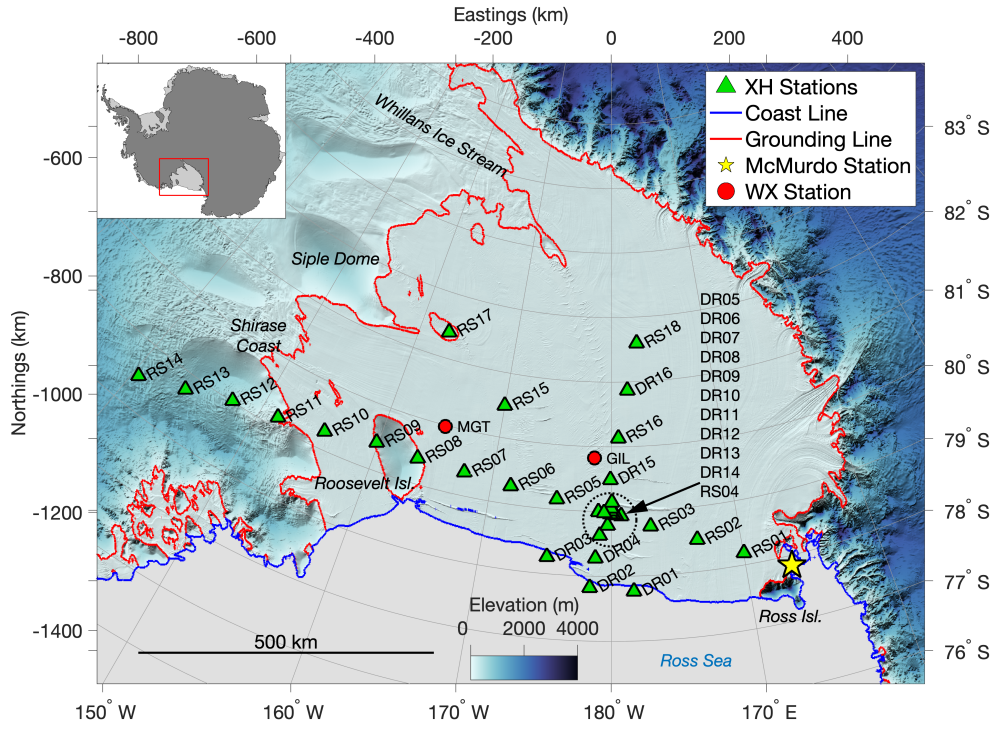 Eastings (km)
-800 -600 -400 -200 0 200 400
XH Stations
Coast Line
Grounding Line
McMurdo Station
WX Station
Northings (km)
-600
-800
-1000
-1200
-1400
83° S
82° S
81° S
80° S
79° S
78° S
77° S
76° S
Whillans Ice Stream
Siple Dome
Shirase
Coast
RS17
RS18
DR05
DR06
DR07
DR08
DR09
DR10
DR11
DR12
DR13
DR14
RS04
RS14
RS13
RS12
RS11
RS10
RS09
RS08
RS07
RS06
RS05
RS15
DR16
RS16
MGT
GIL
DR15
Roosevelt Isl.
RS03
RS02
RS01
DR03
DR04
DR02
DR01
Ross Isl.
Elevation (m)
0 2000 4000
500 km
Ross Sea
150° W 160° W 170° W 180° W 170° E